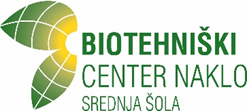 BIOTEHNIŠKI
CENTER NAKLO
SREDNJA ŠOLA